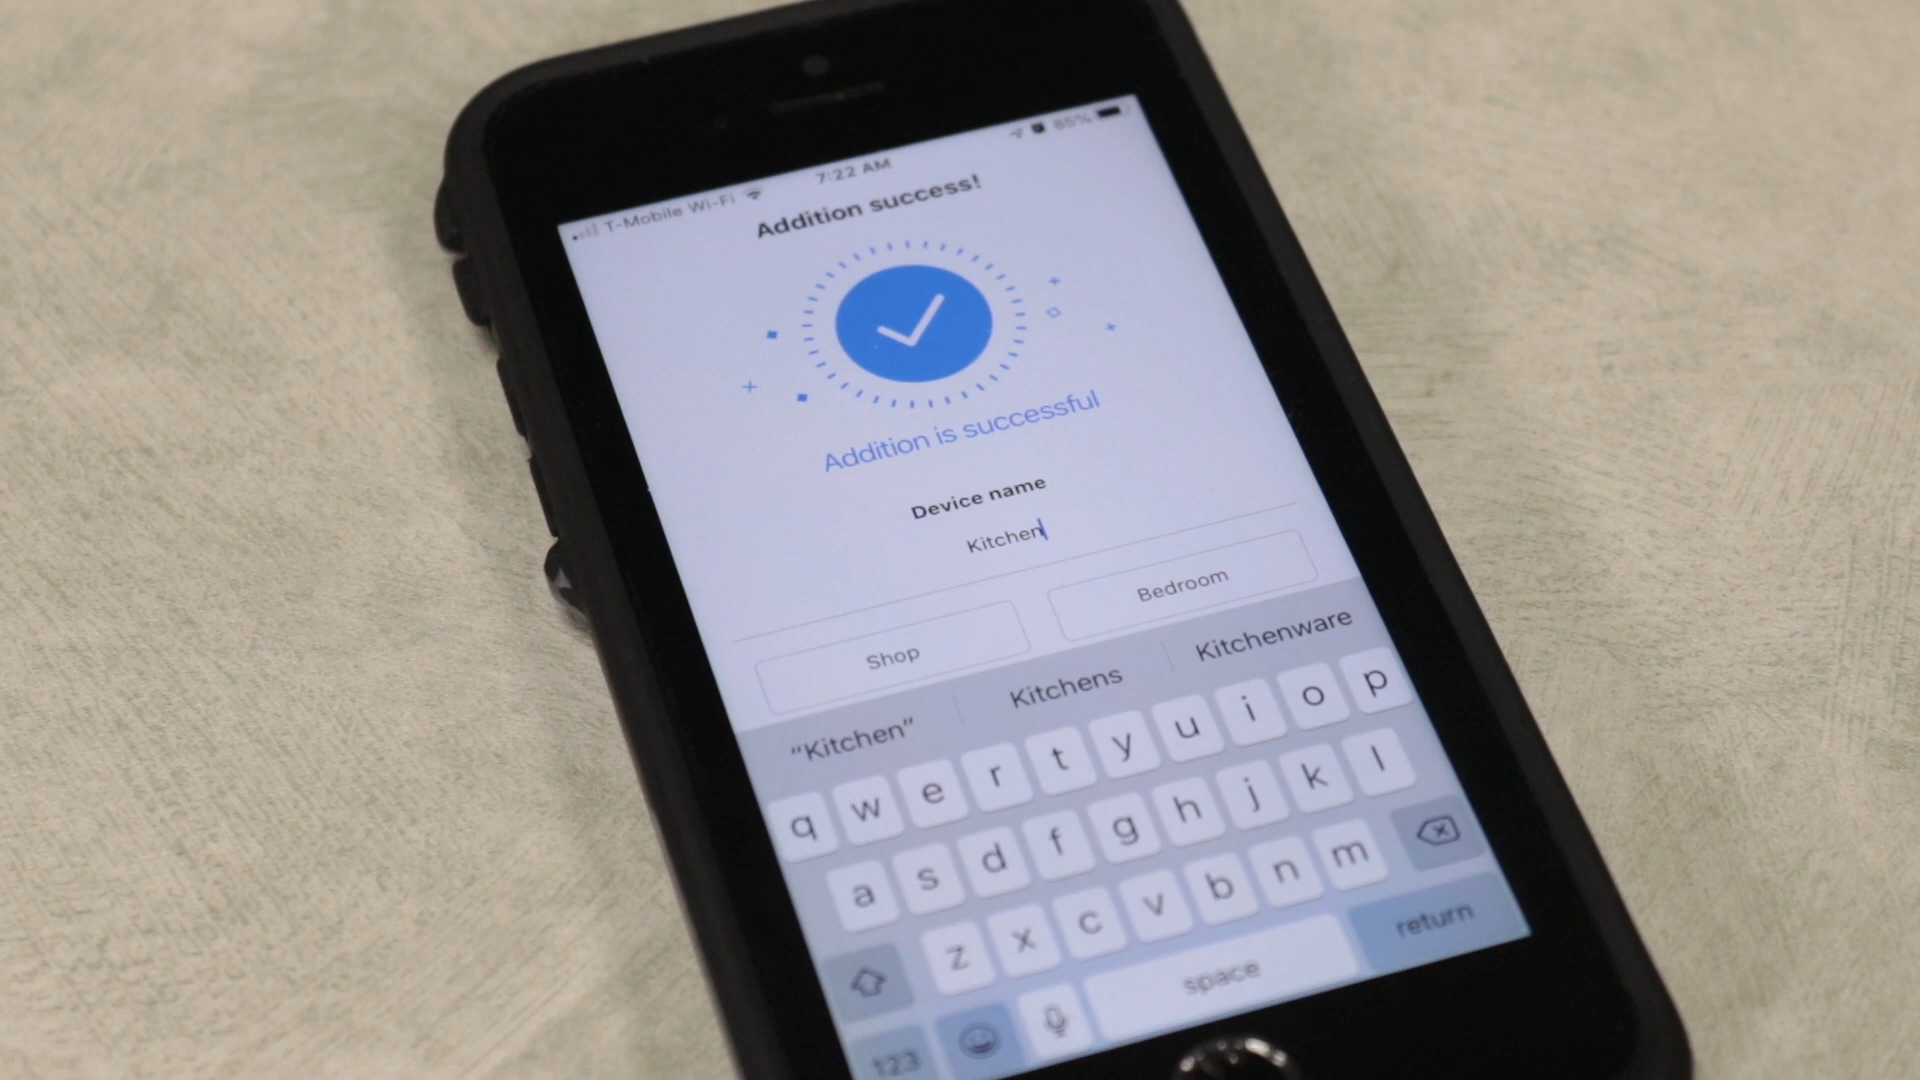 T-Mobile Wi-Fi 7:22 AM 85%
Addition success!
Addition is successful
Device name
Kitchen
Shop Bedroom
“Kitchen” Kitchens Kitchenware
q w e r t y u i o p
a s d f g h j k l
z x c v b n m
123 space return